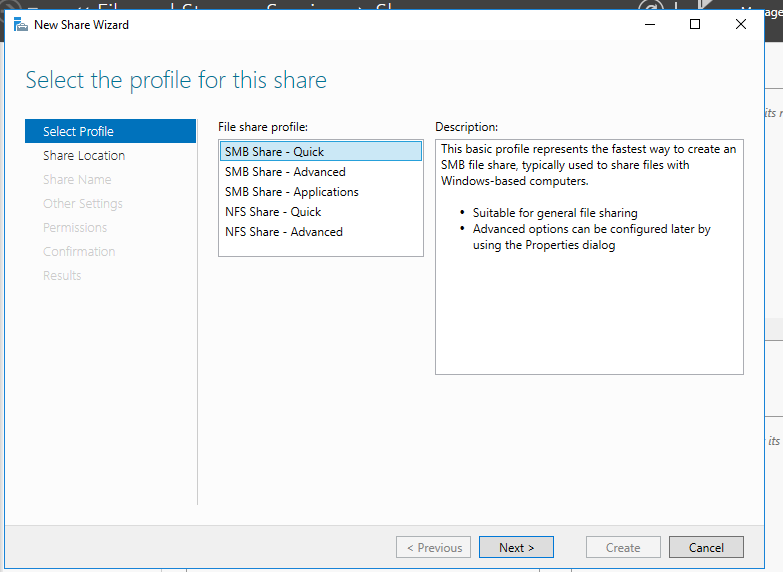 Manage
New Share Wizard
Select the profile for this share
Select Profile
Share Location
Share Name
Other Settings
Permissions
Confirmation
Results
File share profile:
SMB Share - Quick
SMB Share - Advanced
SMB Share - Applications
NFS Share - Quick
NFS Share - Advanced
Description:
This basic profile represents the fastest way to create an
SMB file share, typically used to share files with
Windows-based computers.
• Suitable for general file sharing
• Advanced options can be configured later by
using the Properties dialog
its
its
< Previous
Next >
Create
Cancel